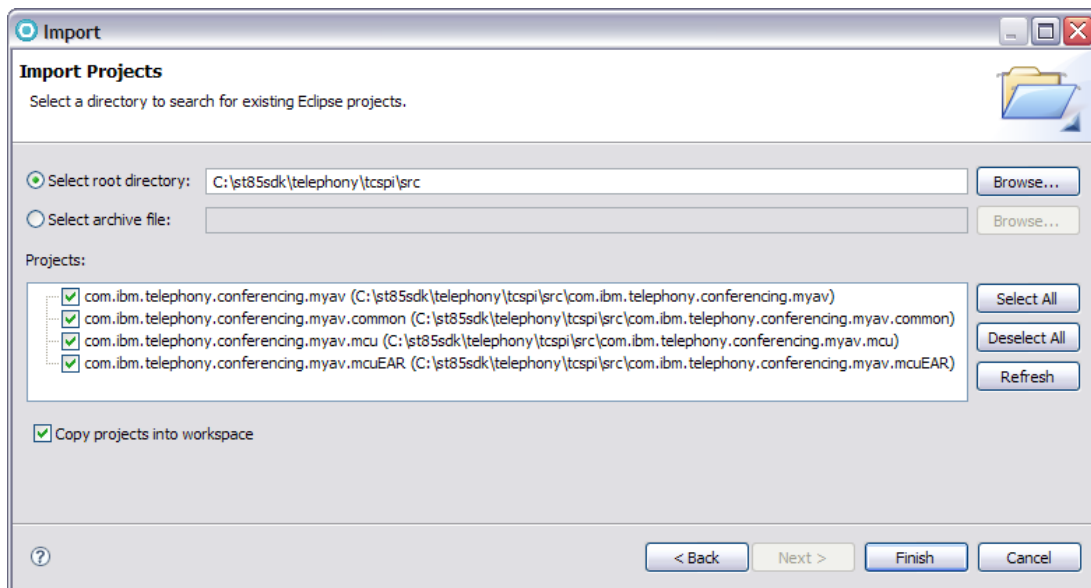 Import
Import Projects
Select a directory to search for existing Eclipse projects.
Select root directory: C:\st85sdk\telephony\tcspi\src Browse...
Select archive file: Browse...
Projects:
com.ibm.telephony.conferencing.myav (C:\st85sdk\telephony\tcspi\src\com.ibm.telephony.conferencing.myav)
com.ibm.telephony.conferencing.myav.common (C:\st85sdk\telephony\tcspi\src\com.ibm.telephony.conferencing.myav.common)
com.ibm.telephony.conferencing.myav.mcu (C:\st85sdk\telephony\tcspi\src\com.ibm.telephony.conferencing.myav.mcu)
com.ibm.telephony.conferencing.myav.mcuEAR (C:\st85sdk\telephony\tcspi\src\com.ibm.telephony.conferencing.myav.mcuEAR)
Select All
Deselect All
Refresh
Copy projects into workspace
? < Back Next > Finish Cancel